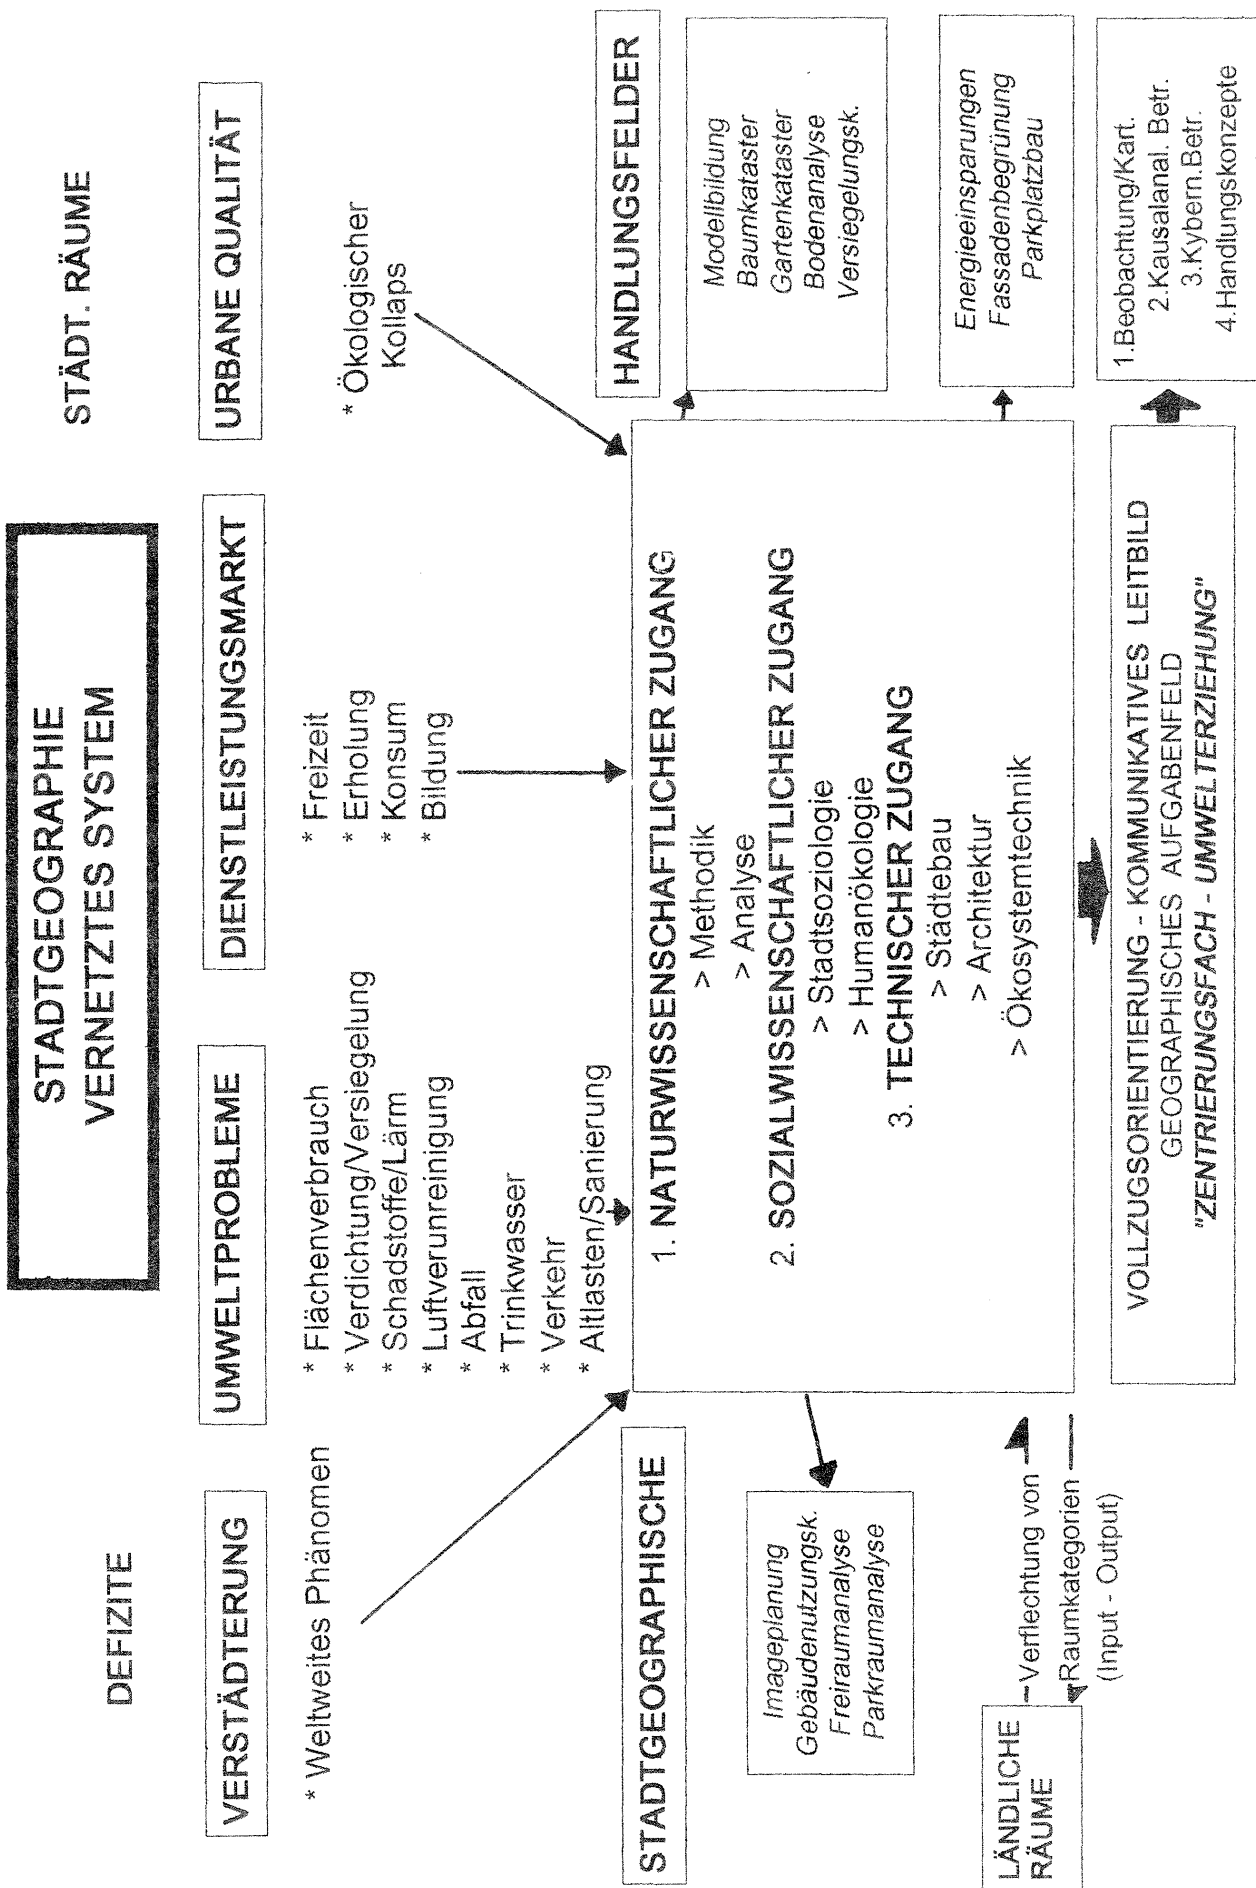 STADTGEOGRAPHIE
VERNETZTES SYSTEM
DEFIZITE
STÄDT. RÄUME
VERSTÄDTERUNG
UMWELTPROBLEME
DIENSTLEISTUNGSMARKT
URBANE QUALITÄT
* Weltweites Phänomen
* Flächenverbrauch
* Verdichtung/Versiegelung
* Schadstoffe/Lärm
* Luftverunreinigung
* Abfall
* Trinkwasser
* Verkehr
* Altlasten/Sanierung
* Freizeit
* Erholung
* Konsum
* Bildung
* Ökologischer
Kollaps
STADTGEOGRAPHISCHE
HANDLUNGSFELDER
1. NATURWISSENSCHAFTLICHER ZUGANG
> Methodik
> Analyse
2. SOZIALWISSENSCHAFTLICHER ZUGANG
> Stadtsoziologie
> Humanökologie
3. TECHNISCHER ZUGANG
> Städtebau
> Architektur
> Ökosystemtechnik
Imageplanung
Gebäudenutzungsk.
Freiraumanalyse
Parkraumanalyse
Modellbildung
Baumkataster
Gartenkataster
Bodenanalyse
Versiegelungsk.
Energieeinsparungen
Fassadenbegrünung
Parkplatzbau
LÄNDLICHE
RÄUME
Verflechtung von
Raumkategorien
(Input - Output)
VOLLZUGSORIENTIERUNG - KOMMUNIKATIVES LEITBILD
GEOGRAPHISCHES AUFGABENFELD
"ZENTRIERUNGSFACH - UMWELTERZIEHUNG"
1.Beobachtung/Kart.
2.Kausalanal. Betr.
3.Kybern.Betr.
4.Handlungskonzepte